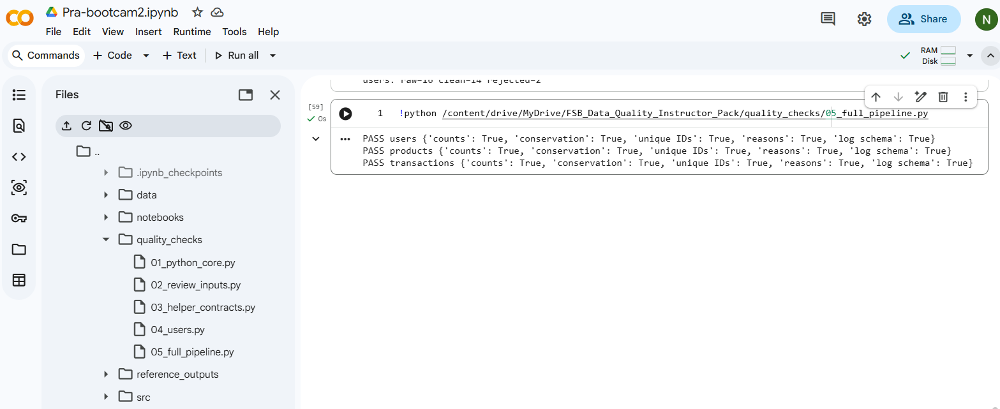 Pra-bootcam2.ipynb
File Edit View Insert Runtime Tools Help
Share
N
Commands + Code + Text Run all
RAM
Disk
Files
..
.ipynb_checkpoints
data
notebooks
quality_checks
01_python_core.py
02_review_inputs.py
03_helper_contracts.py
04_users.py
05_full_pipeline.py
reference_outputs
src
users: raw=16 clean=14 rejected=2
[59]
0s
1 !python /content/drive/MyDrive/FSB_Data_Quality_Instructor_Pack/quality_checks/05_full_pipeline.py
PASS users {'counts': True, 'conservation': True, 'unique IDs': True, 'reasons': True, 'log schema': True}
PASS products {'counts': True, 'conservation': True, 'unique IDs': True, 'reasons': True, 'log schema': True}
PASS transactions {'counts': True, 'conservation': True, 'unique IDs': True, 'reasons': True, 'log schema': True}